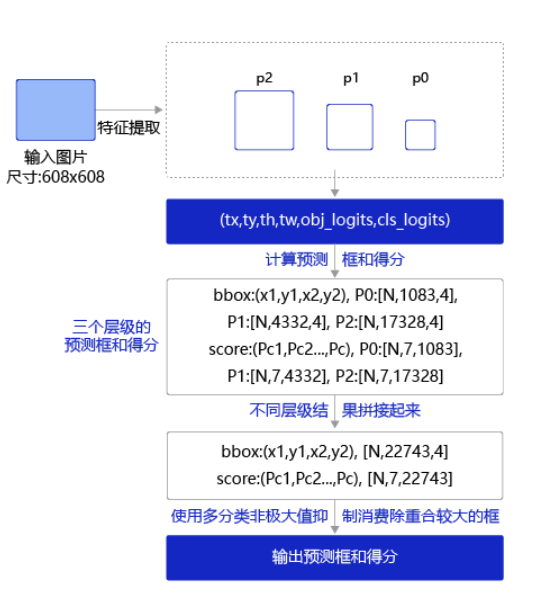 p2 p1 p0
特征提取
输入图片
尺寸:608x608
(tx,ty,th,tw,obj_logits,cls_logits)
计算预测 框和得分
三个层级的
预测框和得分
bbox:(x1,y1,x2,y2), P0:[N,1083,4],
P1:[N,4332,4], P2:[N,17328,4]
score:(Pc1,Pc2...,Pc), P0:[N,7,1083],
P1:[N,7,4332], P2:[N,7,17328]
不同层级结 果拼接起来
bbox:(x1,y1,x2,y2), [N,22743,4]
score:(Pc1,Pc2...,Pc), [N,7,22743]
使用多分类非极大值抑 制消费除重合较大的框
输出预测框和得分